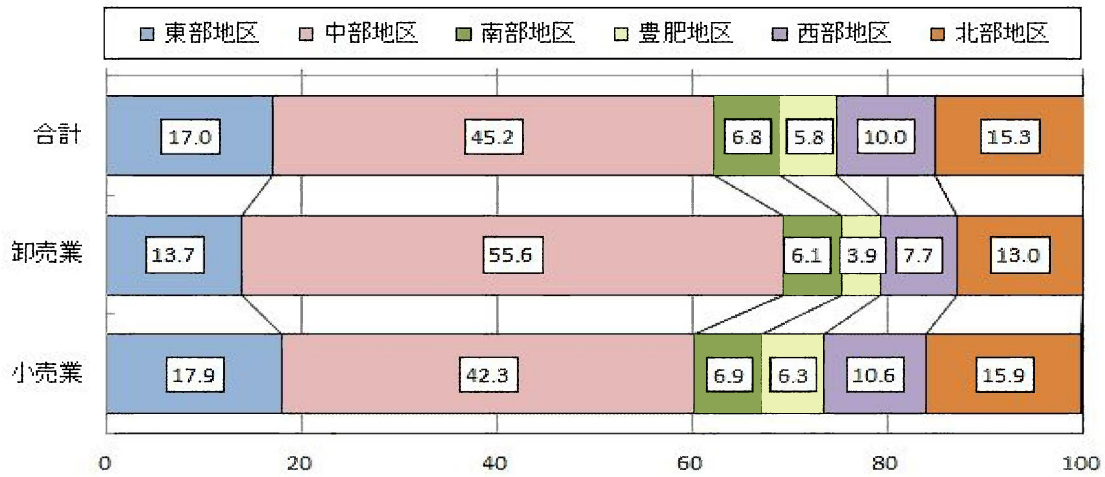 東部地区 中部地区 南部地区 豊肥地区 西部地区 北部地区
合計 17.0 45.2 6.8 5.8 10.0 15.3
卸売業 13.7 55.6 6.1 3.9 7.7 13.0
小売業 17.9 42.3 6.9 6.3 10.6 15.9
0 20 40 60 80 100